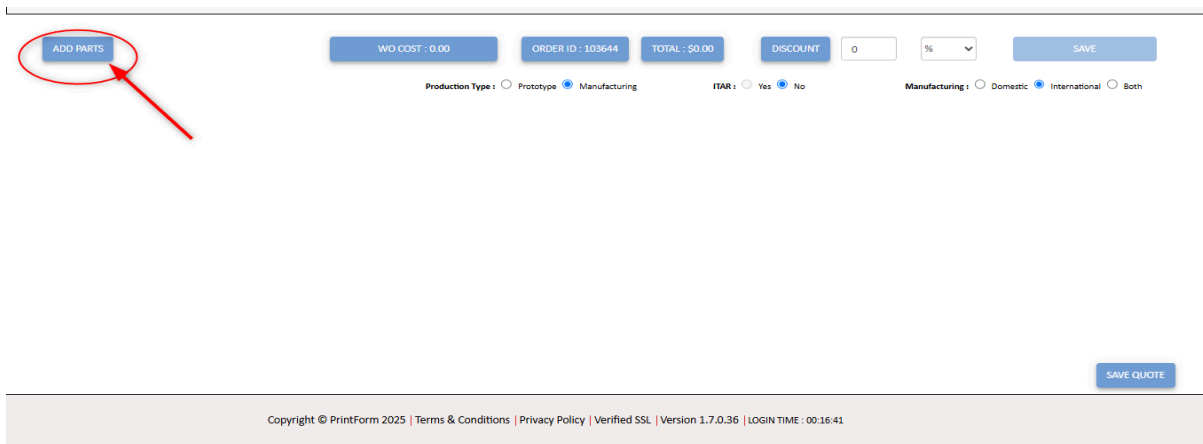 ADD PARTS WO COST : 0.00 ORDER ID : 103644 TOTAL : $0.00 DISCOUNT 0 % SAVE
Production Type : Prototype Manufacturing ITAR : Yes No Manufacturing : Domestic International Both
SAVE QUOTE
Copyright © PrintForm 2025 | Terms & Conditions | Privacy Policy | Verified SSL | Version 1.7.0.36 | LOGIN TIME : 00:16:41